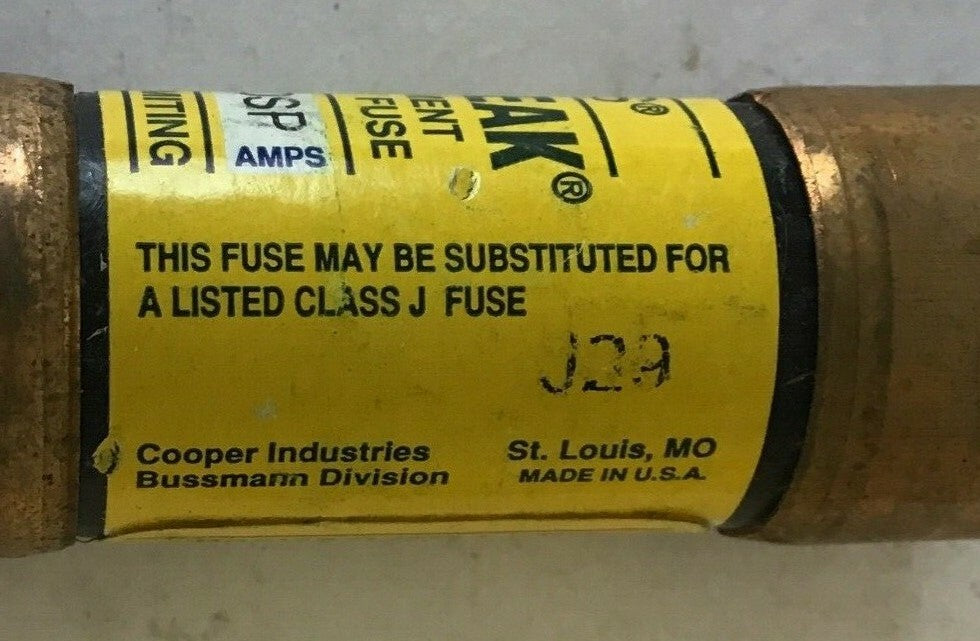 MITING
SP
AMPS
ENT
FUSE
EAK®
®
THIS FUSE MAY BE SUBSTITUTED FOR
A LISTED CLASS J FUSE
J29
Cooper Industries
Bussmann Division
St. Louis, MO
MADE IN U.S.A.